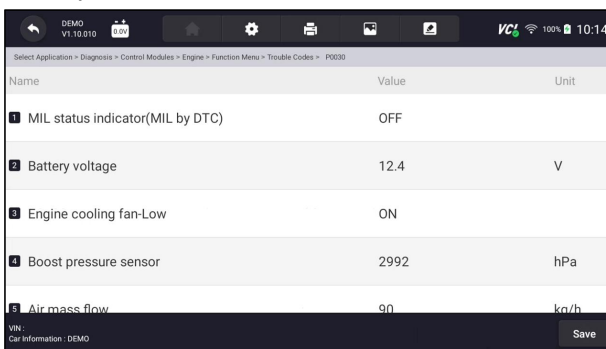 DEMO
V1.10.010
0.0V
VCI 100% 10:14
Select Application > Diagnosis > Control Modules > Engine > Function Menu > Trouble Codes > P0030
Name Value Unit
1 MIL status indicator(MIL by DTC) OFF
2 Battery voltage 12.4 V
3 Engine cooling fan-Low ON
4 Boost pressure sensor 2992 hPa
5 Air mass flow 90 kg/h
VIN :
Car Information : DEMO
Save